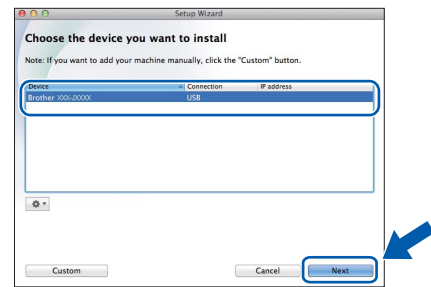 Setup Wizard
Choose the device you want to install
Note: If you want to add your machine manually, click the "Custom" button.
Device Connection IP address
Brother XXX-XXXXX USB
Custom Cancel Next